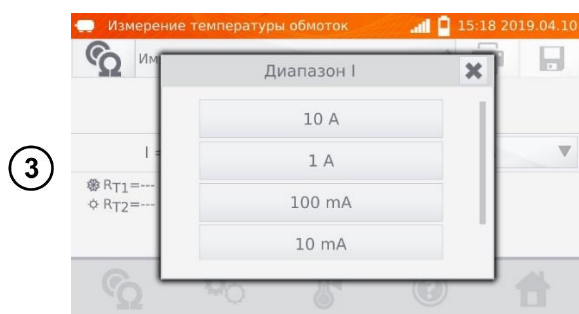 Измерение температуры обмоток 15:18 2019.04.10
Им
Диапазон I
10 A
I =
1 A
3
RT1=---
100 mA
RT2=---
10 mA